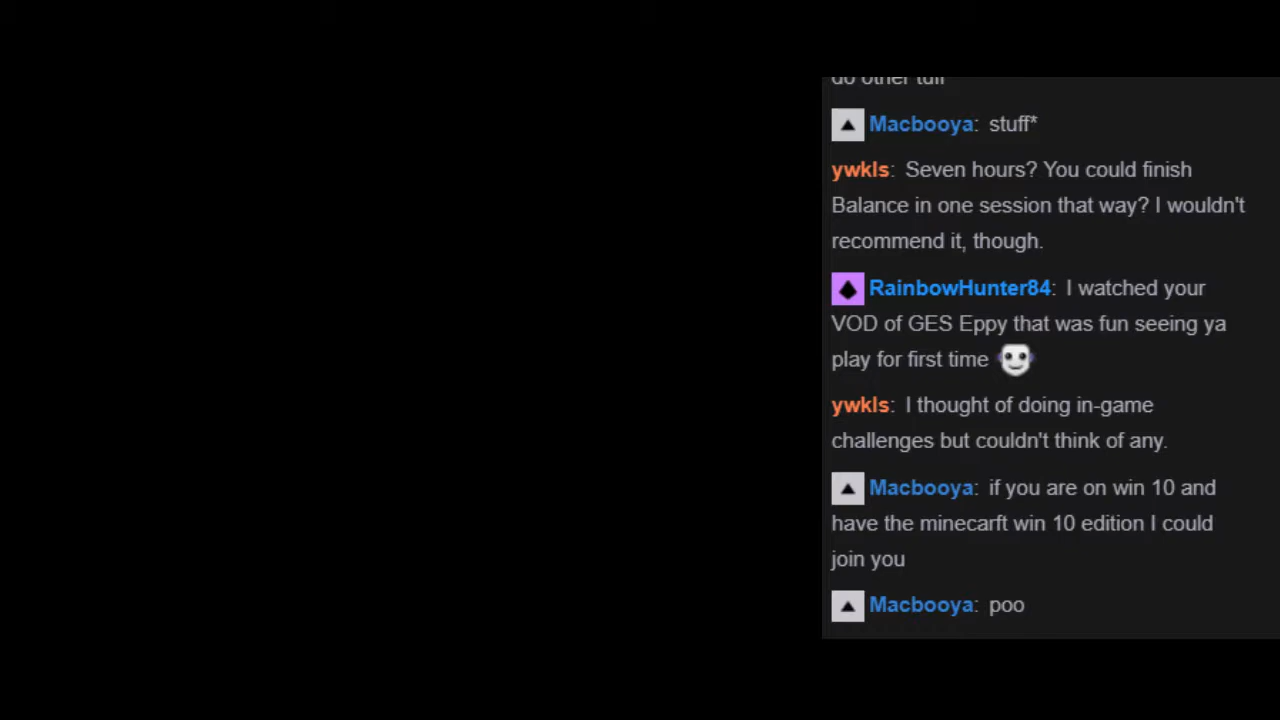 do other tuff
Macbooya: stuff*
ywkls: Seven hours? You could finish
Balance in one session that way? I wouldn't
recommend it, though.
RainbowHunter84: I watched your
VOD of GES Eppy that was fun seeing ya
play for first time
ywkls: I thought of doing in-game
challenges but couldn't think of any.
Macbooya: if you are on win 10 and
have the minecarft win 10 edition I could
join you
Macbooya: poo